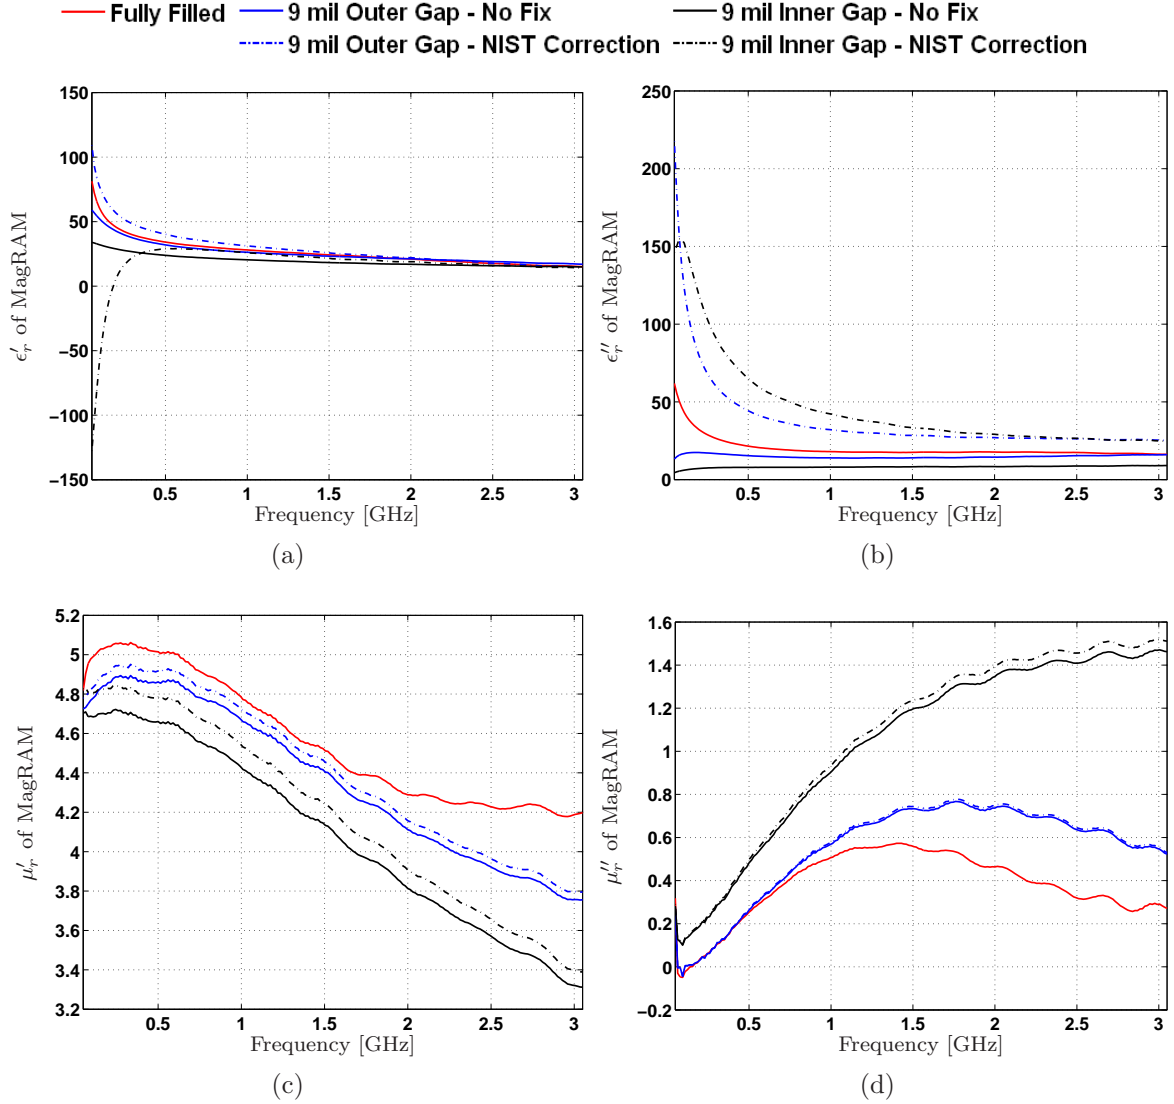 Fully Filled 9 mil Outer Gap - No Fix 9 mil Inner Gap - No Fix
9 mil Outer Gap - NIST Correction 9 mil Inner Gap - NIST Correction
150
100
50
0
−50
−100
−150
0.5 1 1.5 2 2.5 3
ϵ′r of MagRAM
Frequency [GHz]
(a)
250
200
150
100
50
0
0.5 1 1.5 2 2.5 3
ϵ′′r of MagRAM
Frequency [GHz]
(b)
5.2
5
4.8
4.6
4.4
4.2
4
3.8
3.6
3.4
3.2
0.5 1 1.5 2 2.5 3
μ′r of MagRAM
Frequency [GHz]
(c)
1.6
1.4
1.2
1
0.8
0.6
0.4
0.2
0
−0.2
0.5 1 1.5 2 2.5 3
μ′′r of MagRAM
Frequency [GHz]
(d)